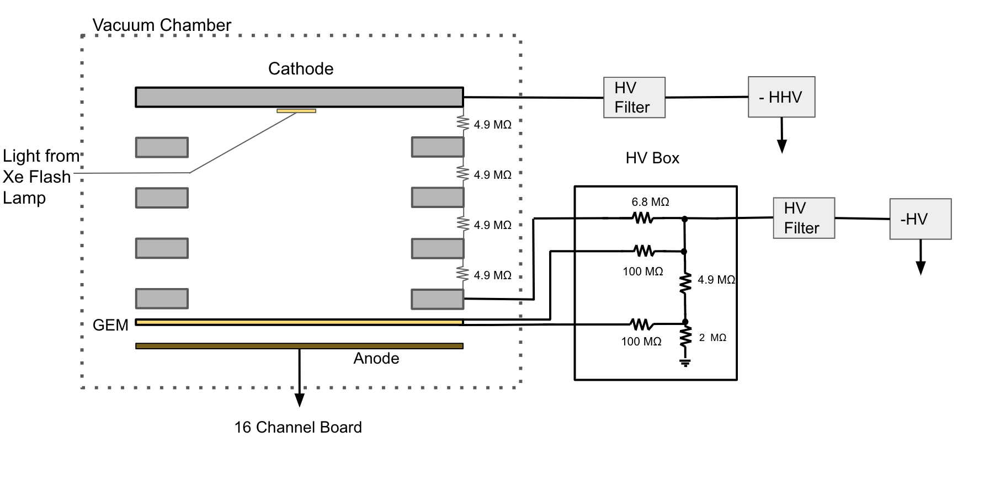 Vacuum Chamber
Cathode
HV
Filter
- HHV
4.9 MΩ
Light from
Xe Flash
Lamp
HV Box
4.9 MΩ
6.8 MΩ
HV
Filter
-HV
4.9 MΩ
4.9 MΩ
100 MΩ
4.9 MΩ
GEM
100 MΩ
2 MΩ
Anode
16 Channel Board